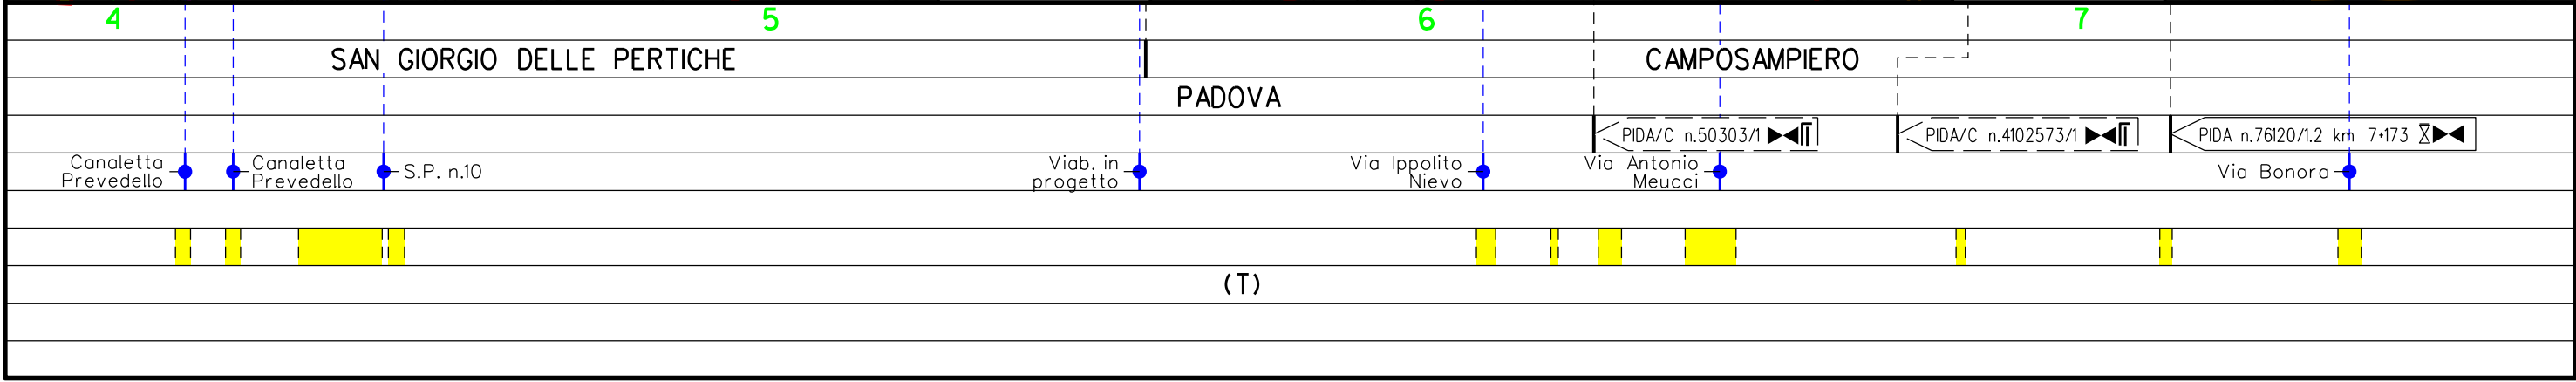 4 5 6 7
SAN GIORGIO DELLE PERTICHE CAMPOSAMPIERO
PADOVA
PIDA/C n.50303/1 PIDA/C n.4102573/1 PIDA n.76120/1.2 km 7+173
Canaletta
Prevedello
Canaletta
Prevedello
S.P. n.10
Viab. in
progetto
Via Ippolito
Nievo
Via Antonio
Meucci
Via Bonora
(T)